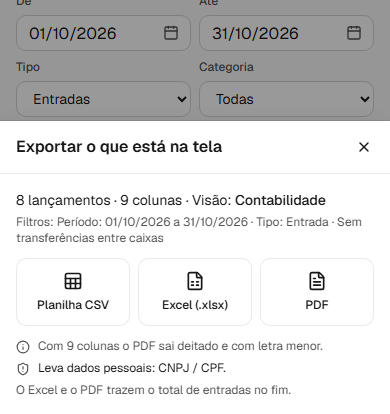 De
Até
01/10/2026
31/10/2026
Tipo
Categoria
Entradas
Todas
Exportar o que está na tela
8 lançamentos · 9 colunas · Visão: Contabilidade
Filtros: Período: 01/10/2026 a 31/10/2026 · Tipo: Entrada · Sem
transferências entre caixas
Planilha CSV
Excel (.xlsx)
PDF
Com 9 colunas o PDF sai deitado e com letra menor.
Leva dados pessoais: CNPJ / CPF.
O Excel e o PDF trazem o total de entradas no fim.